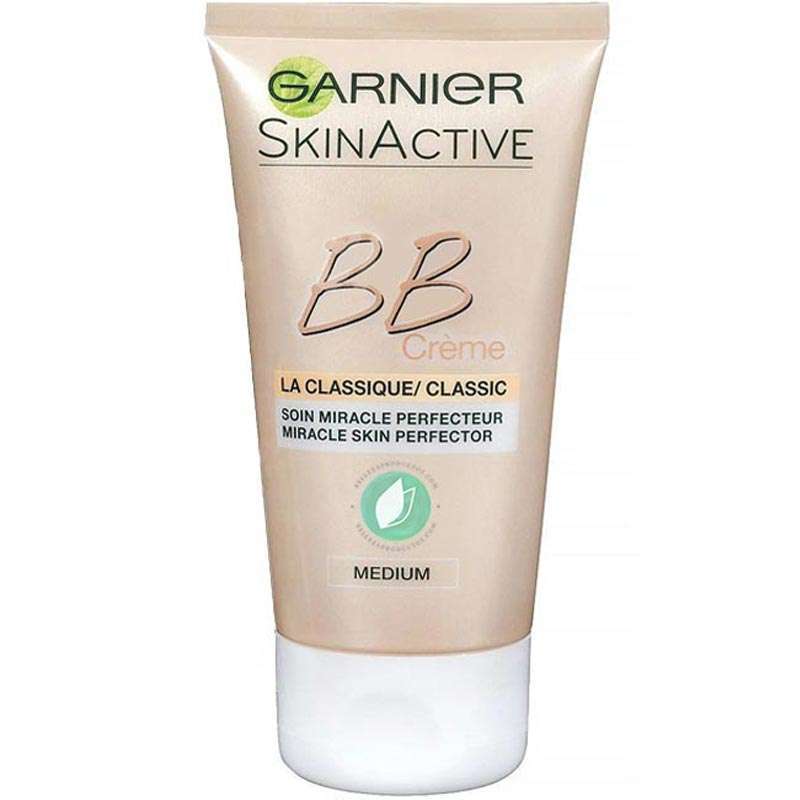 GARNIER
SKINACTIVE
BB
Crème
LA CLASSIQUE/ CLASSIC
SOIN MIRACLE PERFECTEUR
MIRACLE SKIN PERFECTOR
MEDIUM